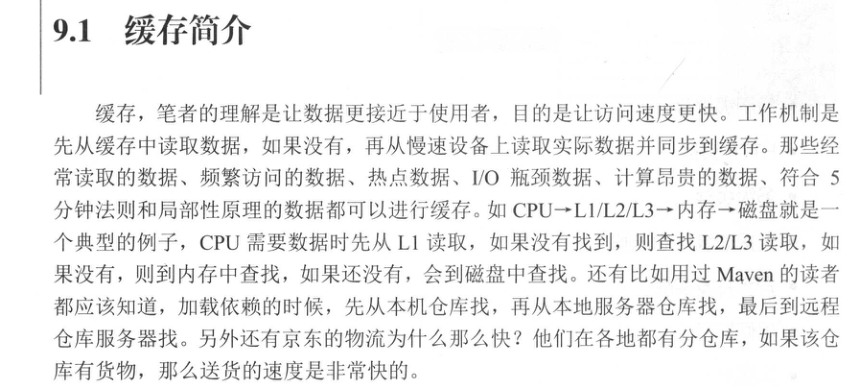 9.1 缓存简介
缓存，笔者的理解是让数据更接近于使用者，目的是让访问速度更快。工作机制是
先从缓存中读取数据，如果没有，再从慢速设备上读取实际数据并同步到缓存。那些经
常读取的数据、频繁访问的数据、热点数据、I/O 瓶颈数据、计算昂贵的数据、符合 5
分钟法则和局部性原理的数据都可以进行缓存。如 CPU→L1/L2/L3→内存→磁盘就是一
个典型的例子，CPU 需要数据时先从 L1 读取，如果没有找到，则查找 L2/L3 读取，如
果没有，则到内存中查找，如果还没有，会到磁盘中查找。还有比如用过 Maven 的读者
都应该知道，加载依赖的时候，先从本机仓库找，再从本地服务器仓库找，最后到远程
仓库服务器找。另外还有京东的物流为什么那么快？他们在各地都有分仓库，如果该仓
库有货物，那么送货的速度是非常快的。